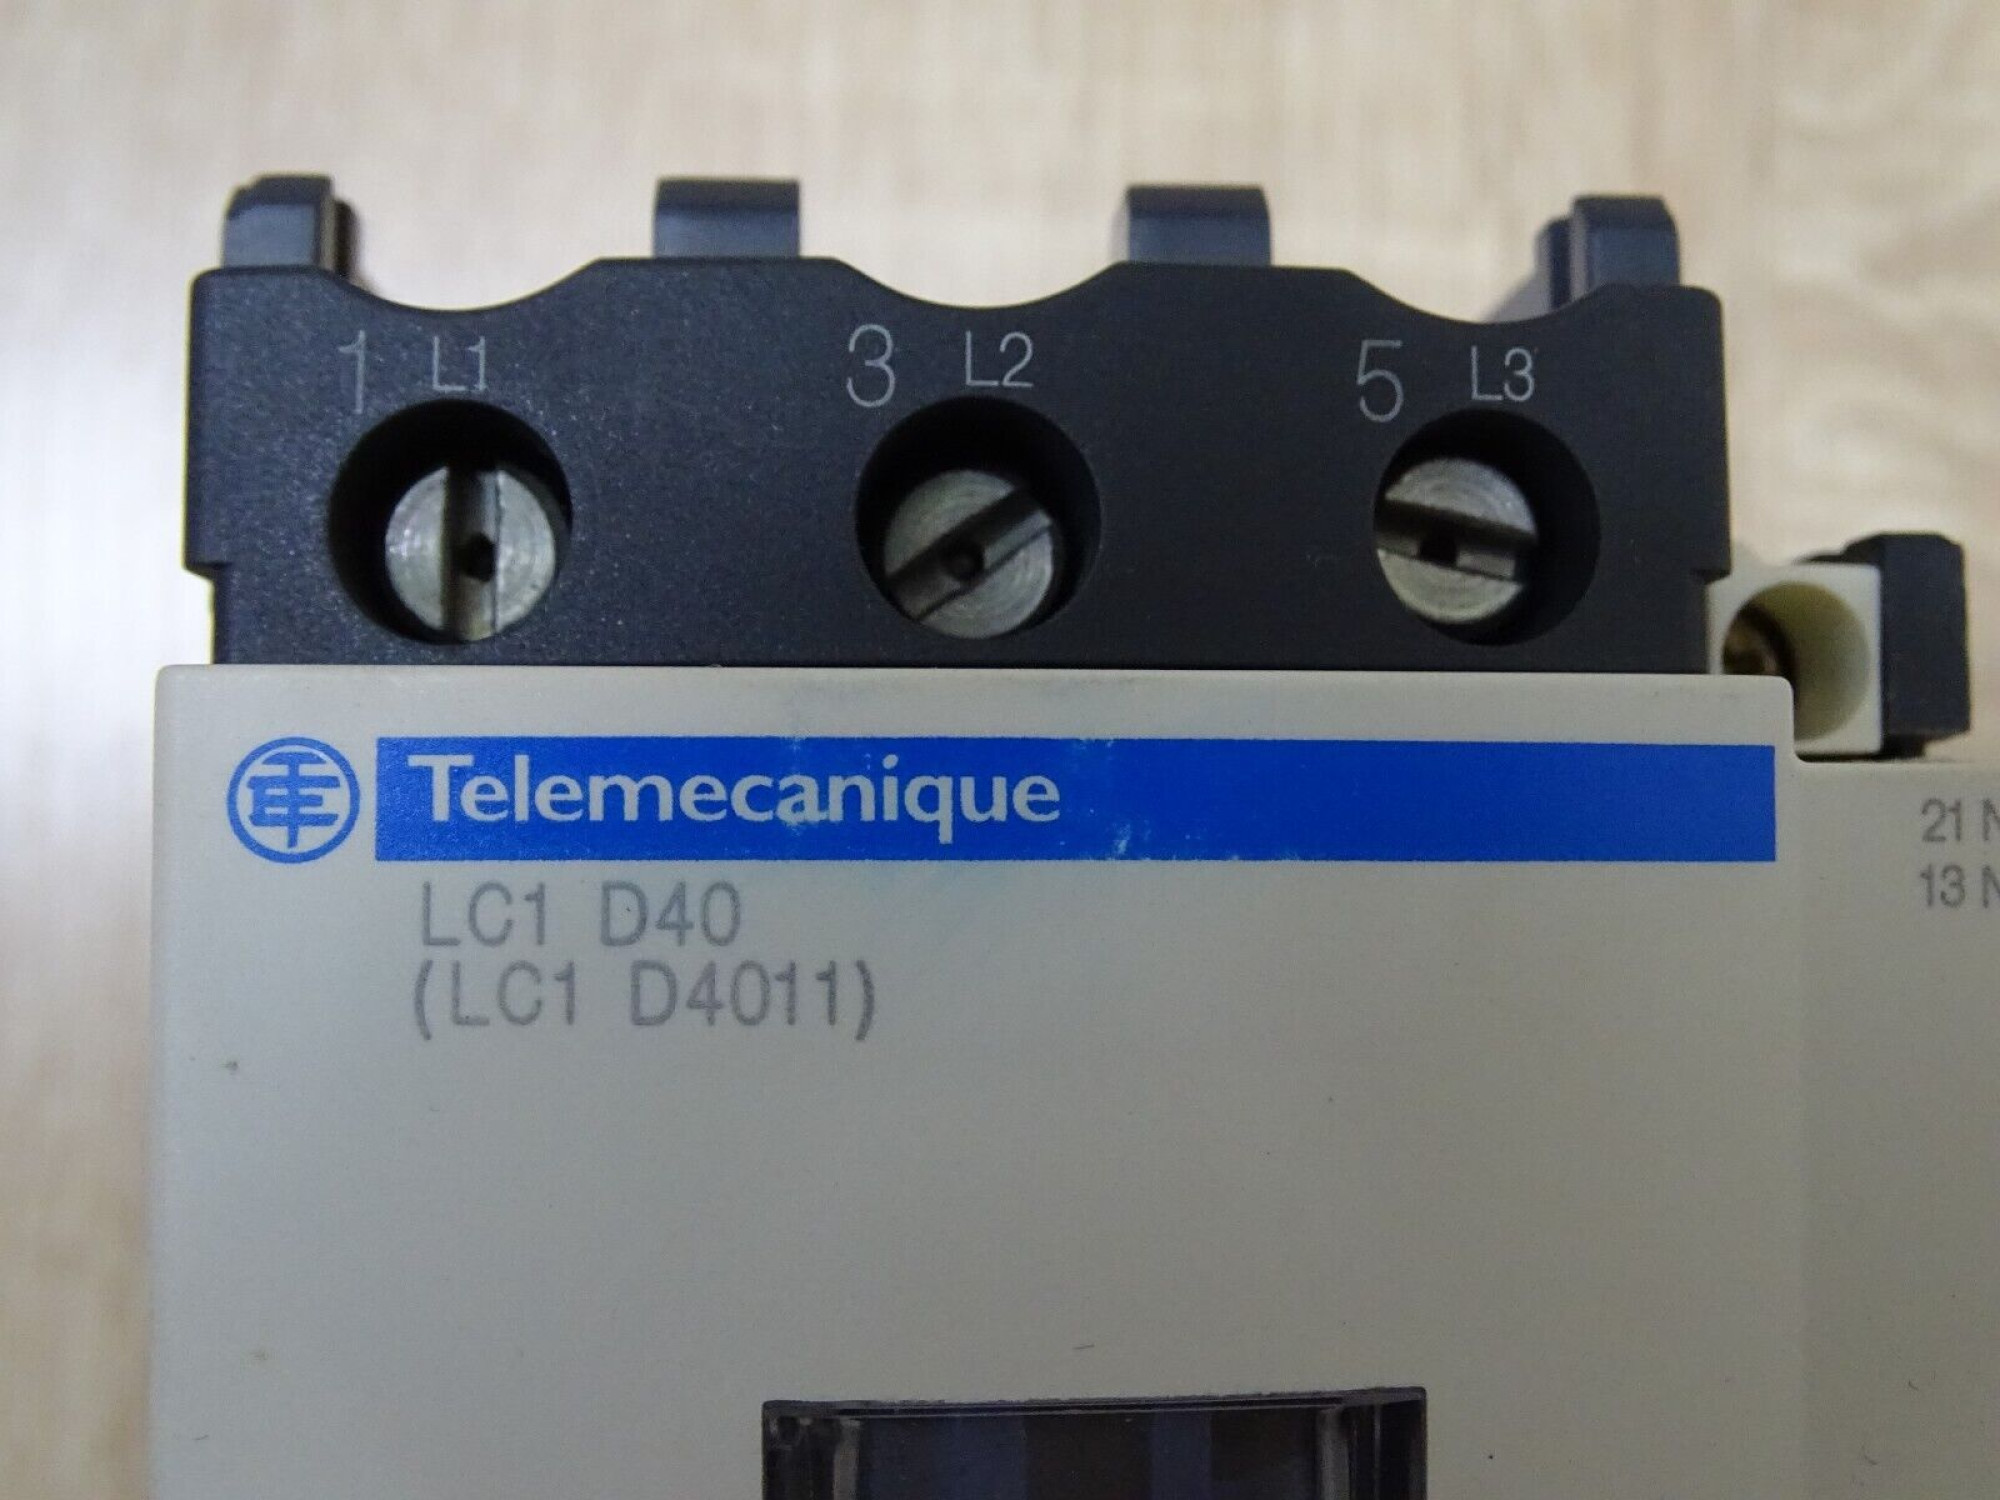 1 L1 3 L2 5 L3
Telemecanique
LC1 D40
(LC1 D4011)
21 N
13 N